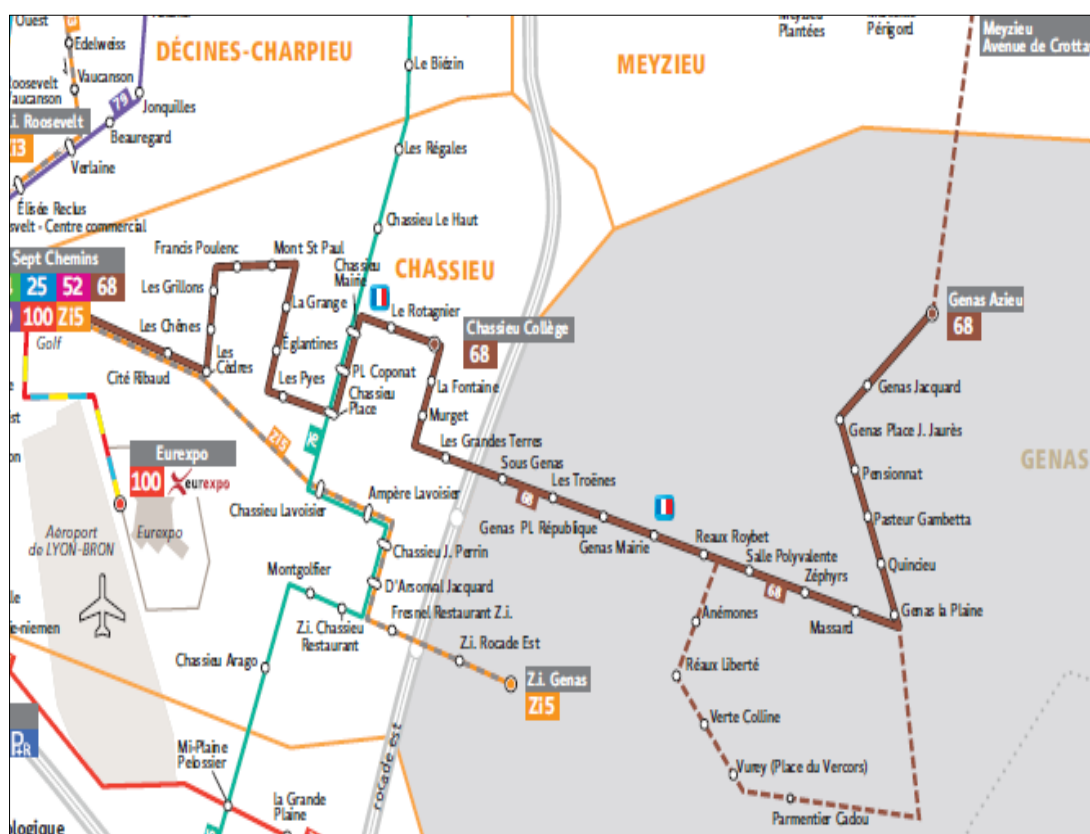 Ouest
Edelweiss
Vaucanson
Jonquilles
79
Beauregard
Z.i. Roosevelt
Zi3
Verlaine
Élisée Reclus
svelt - Centre commercial
DÉCINES-CHARPIEU
Le Biézin
MEYZIEU
Meyzieu
Plantées
Périgord
Meyzieu
Avenue de Crotta
Les Régales
Chassieu Le Haut
Sept Chemins
25 52 68
100 Zi5
Golf
Francis Poulenc
Mont St Paul
Les Grillons
Les Chênes
Les
Cèdres
Cité Ribaud
La Grange
Églantines
Les Pyes
Chassieu
Mairie
CHASSIEU
Le Rotagnier
Chassieu Collège
68
Pl. Coponat
Chassieu
Place
La Fontaine
Murget
Les Grandes Terres
Sous Genas
68
Les Troënes
Genas Pl. République
Genas Mairie
Reaux Roybet
Salle Polyvalente
68
Zéphyrs
Massard
Genas la Plaine
Quincieu
Pasteur Gambetta
Pensionnat
Genas Place J. Jaurès
Genas Jacquard
Genas Azieu
68
GENAS
Zi5
Eurexpo
100 eurexpo
Eurexpo
Aéroport
de LYON-BRON
Chassieu Lavoisier
Ampère Lavoisier
Chassieu J. Perrin
D'Arsonval Jacquard
Montgolfier
Z.i. Chassieu
Restaurant
Fresnel Restaurant Z.i.
Z.i. Rocade Est
Z.i. Genas
Zi5
ie-niemen
Chassieu Arago
Mi-Plaine
Pelossier
La Grande
Plaine
rocade est
Anémones
Réaux Liberté
Verte Colline
Vurey (Place du Vercors)
Parmentier Cadou
P+R
logique